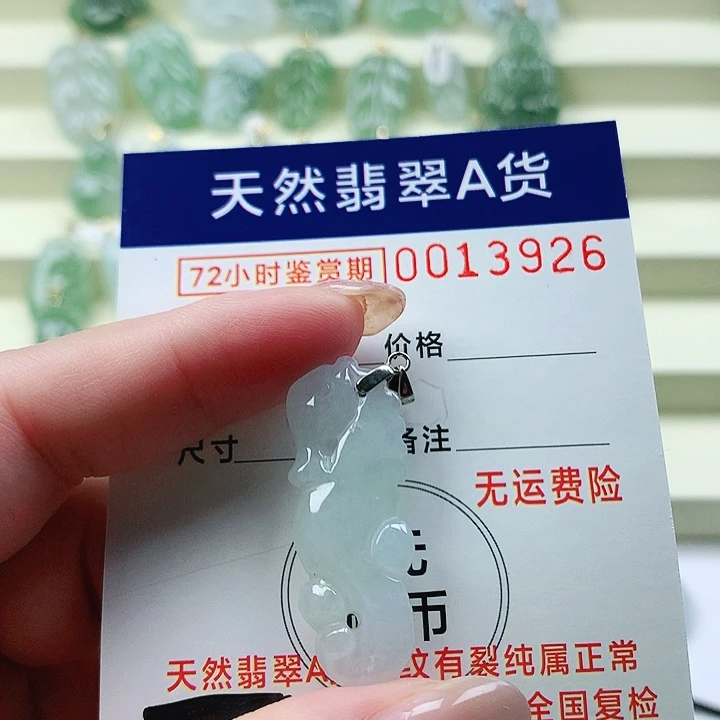 天然翡翠A货
72小时鉴赏期 0013926
价格
尺寸 备注
无运费险
币
天然翡翠A 纹有裂纯属正常
全国复检